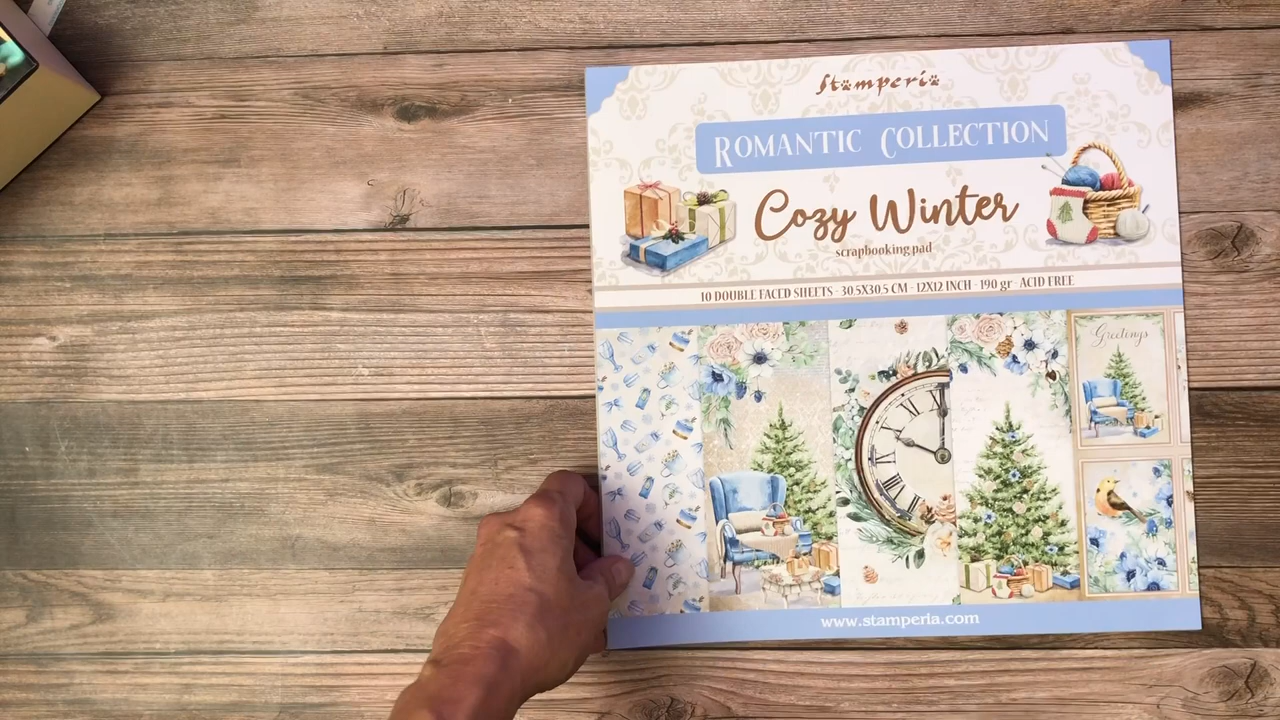 Stamperia
ROMANTIC COLLECTION
Cozy Winter
scrapbooking pad
10 DOUBLE FACED SHEETS - 30.5X30.5 CM - 12X12 INCH - 190 gr - ACID FREE
Greetings
www.stamperia.com